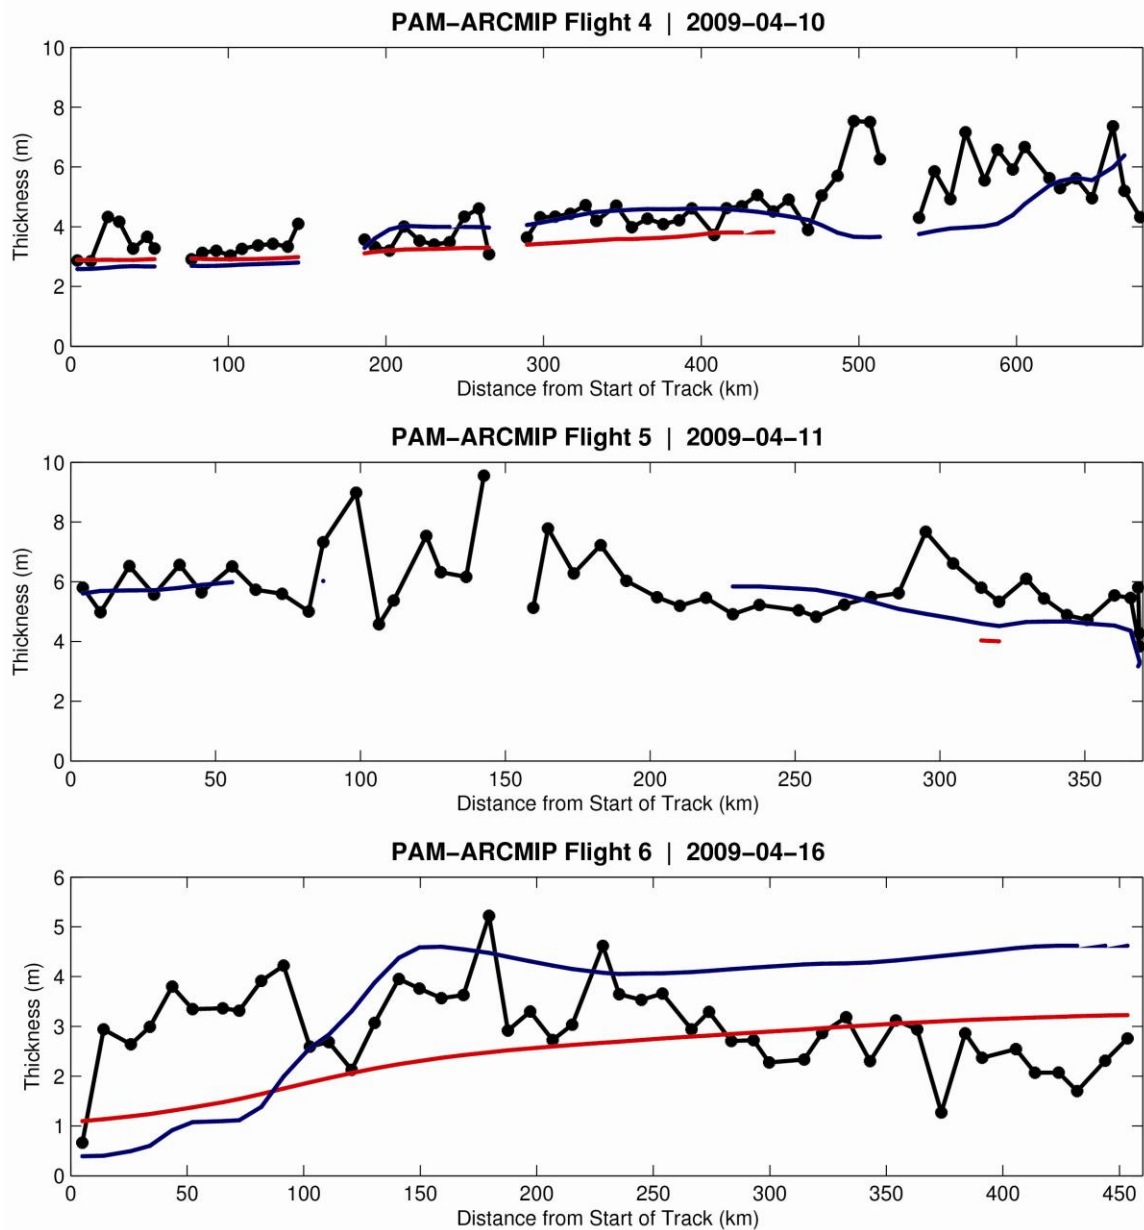 PAM−ARCMIP Flight 4 | 2009−04−10
10
8
6
4
2
0
Thickness (m)
0 100 200 300 400 500 600
Distance from Start of Track (km)
PAM−ARCMIP Flight 5 | 2009−04−11
10
8
6
4
2
0
Thickness (m)
0 50 100 150 200 250 300 350
Distance from Start of Track (km)
PAM−ARCMIP Flight 6 | 2009−04−16
6
5
4
3
2
1
0
Thickness (m)
0 50 100 150 200 250 300 350 400 450
Distance from Start of Track (km)